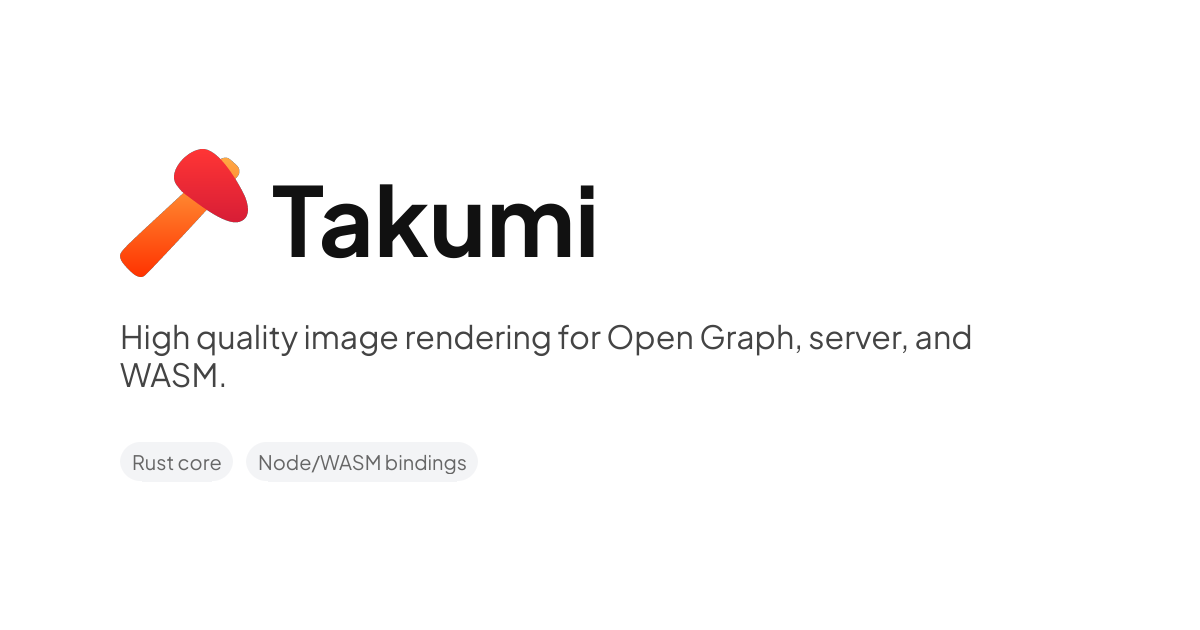 Takumi
High quality image rendering for Open Graph, server, and
WASM.
Rust core
Node/WASM bindings